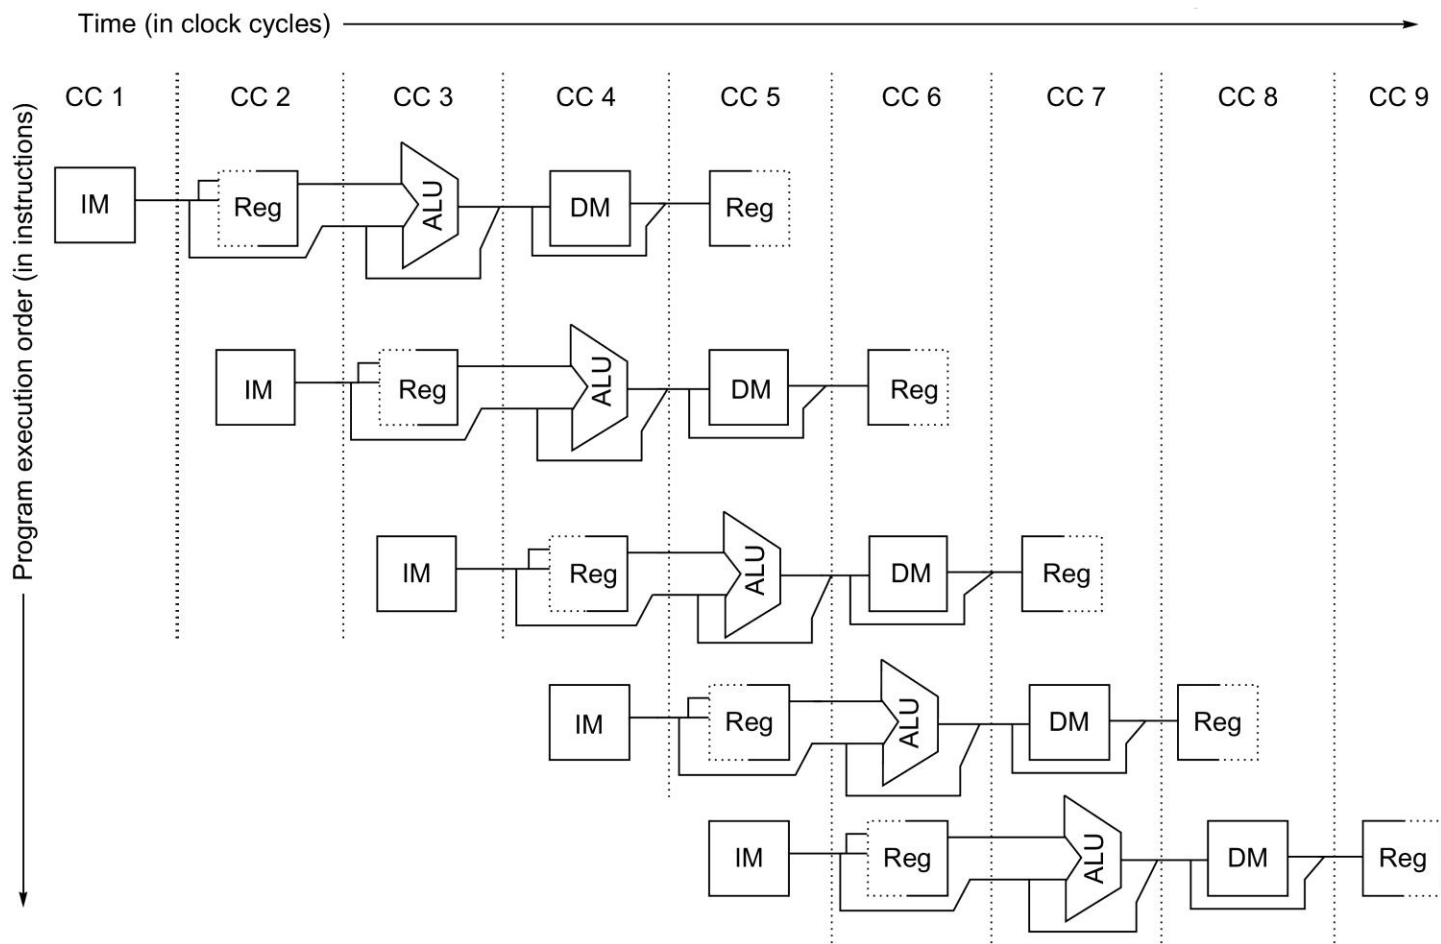 Time (in clock cycles)
CC 1 CC 2 CC 3 CC 4 CC 5 CC 6 CC 7 CC 8 CC 9
Program execution order (in instructions)
IM Reg ALU DM Reg
IM Reg ALU DM Reg
IM Reg ALU DM Reg
IM Reg ALU DM Reg
IM Reg ALU DM Reg